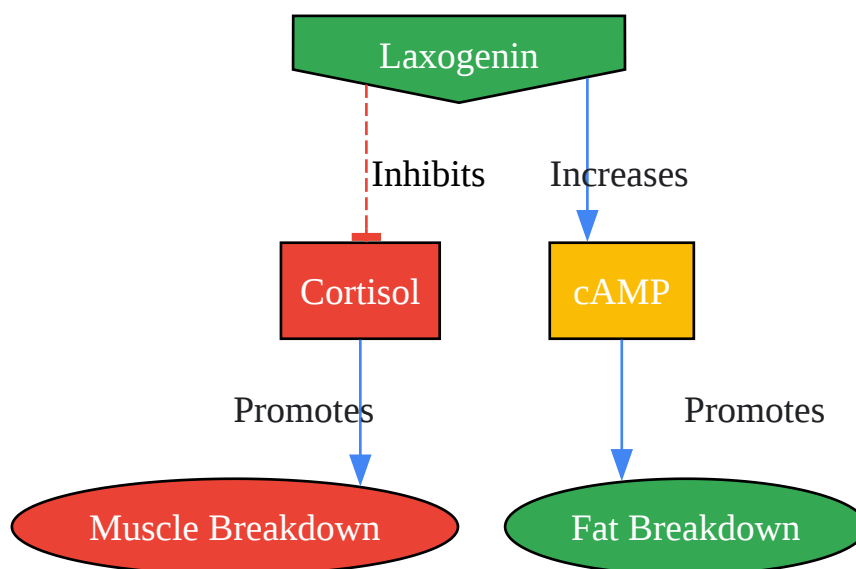 Laxogenin
Inhibits
Increases
Cortisol
cAMP
Promotes
Promotes
Muscle Breakdown
Fat Breakdown